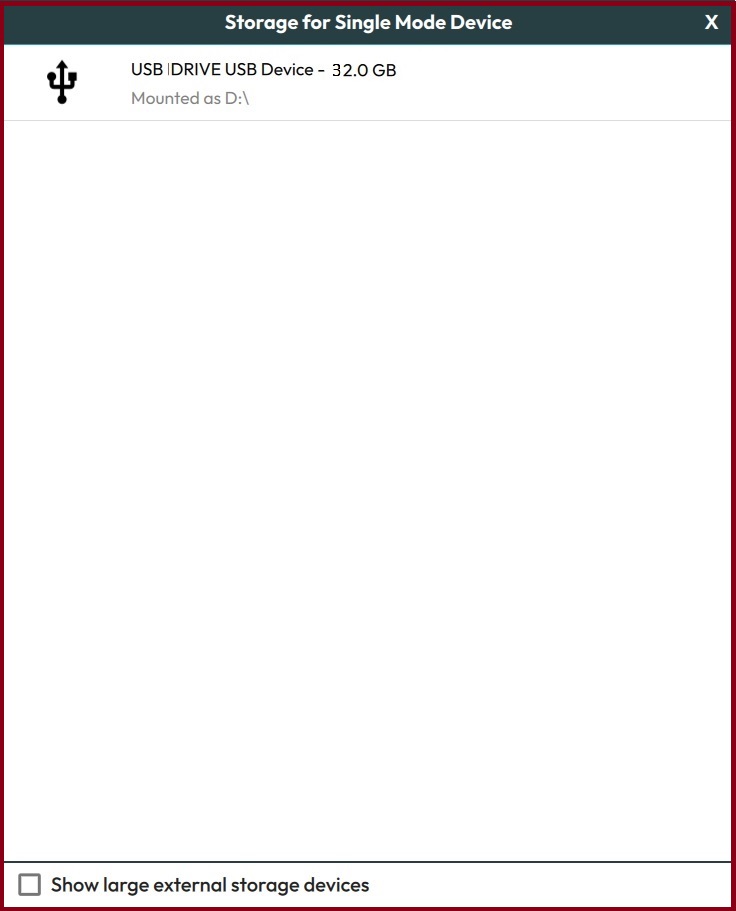 Storage for Single Mode Device X
USB DRIVE USB Device - 32.0 GB
Mounted as D:\
Show large external storage devices